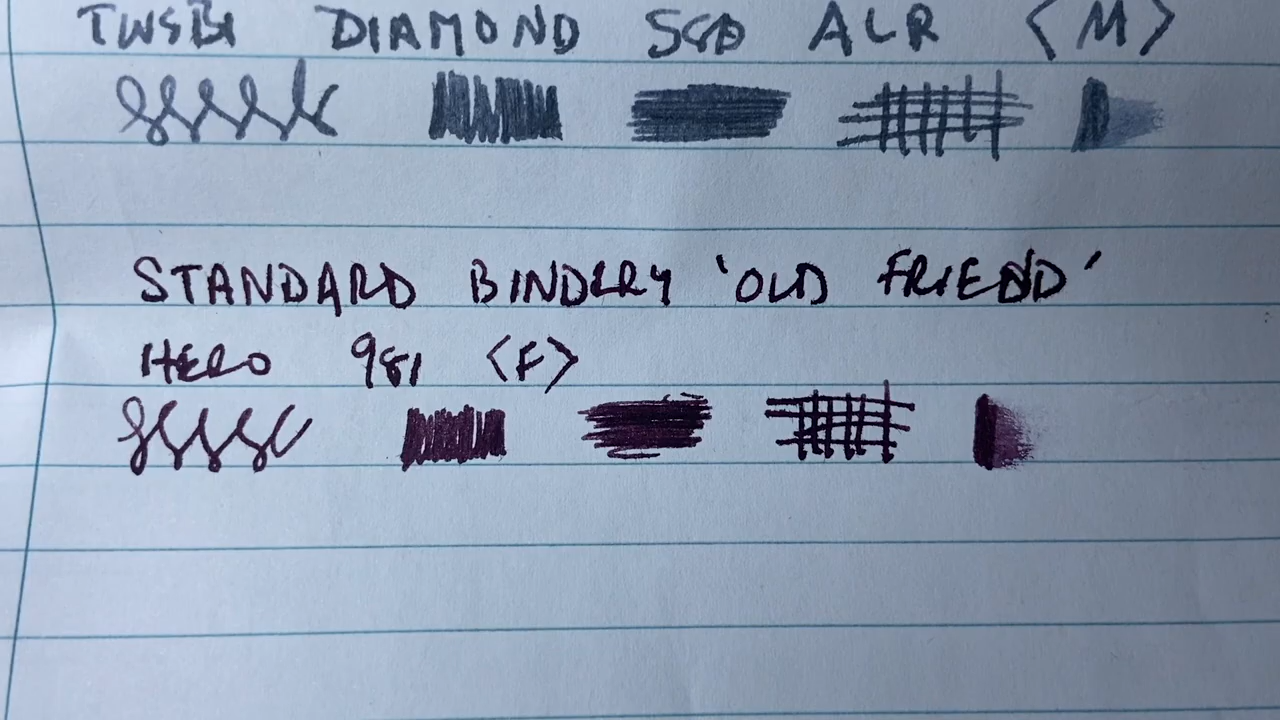 TWSBI DIAMOND 580 ALR <M>
STANDARD BINDERY 'OLD FRIEND'
HERO 981 <F>